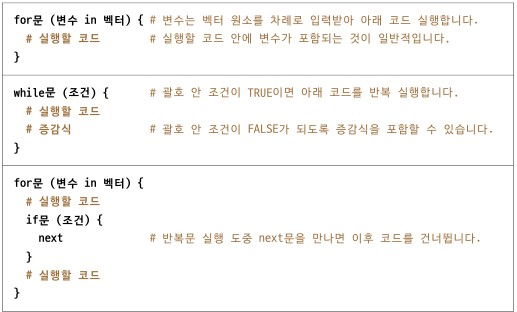 for문 (변수 in 벡터) { # 변수는 벡터 원소를 차례로 입력받아 아래 코드 실행합니다.
# 실행할 코드 # 실행할 코드 안에 변수가 포함되는 것이 일반적입니다.
}
while문 (조건) { # 괄호 안 조건이 TRUE이면 아래 코드를 반복 실행합니다.
# 실행할 코드
# 증감식 # 괄호 안 조건이 FALSE가 되도록 증감식을 포함할 수 있습니다.
}
for문 (변수 in 벡터) {
# 실행할 코드
if문 (조건) {
next # 반복문 실행 도중 next문을 만나면 이후 코드를 건너뜁니다.
}
# 실행할 코드
}